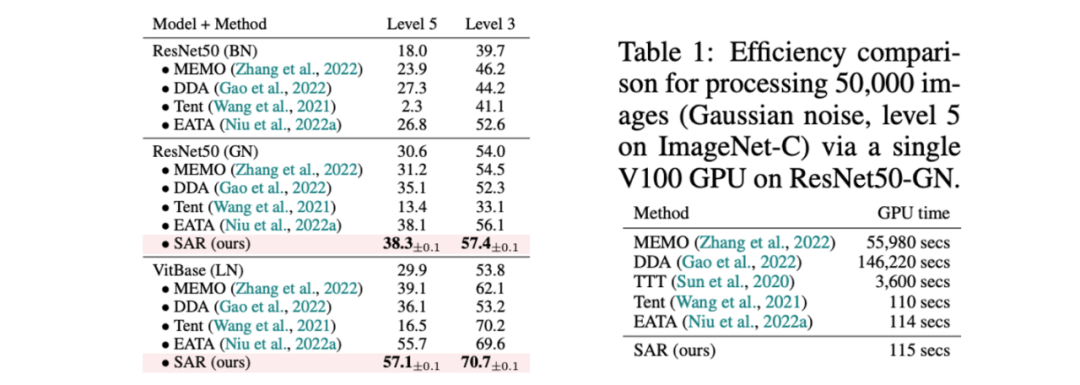 Model + Method Level 5 Level 3
ResNet50 (BN) 18.0 39.7
• MEMO (Zhang et al., 2022) 23.9 46.2
• DDA (Gao et al., 2022) 27.3 44.2
• Tent (Wang et al., 2021) 2.3 41.1
• EATA (Niu et al., 2022a) 26.8 52.6
ResNet50 (GN) 30.6 54.0
• MEMO (Zhang et al., 2022) 31.2 54.5
• DDA (Gao et al., 2022) 35.1 52.3
• Tent (Wang et al., 2021) 13.4 33.1
• EATA (Niu et al., 2022a) 38.1 56.1
• SAR (ours) 38.3±0.1 57.4±0.1
VitBase (LN) 29.9 53.8
• MEMO (Zhang et al., 2022) 39.1 62.1
• DDA (Gao et al., 2022) 36.1 53.2
• Tent (Wang et al., 2021) 16.5 70.2
• EATA (Niu et al., 2022a) 55.7 69.6
• SAR (ours) 57.1±0.1 70.7±0.1
Table 1: Efficiency compari-
son for processing 50,000 im-
ages (Gaussian noise, level 5
on ImageNet-C) via a single
V100 GPU on ResNet50-GN.
Method GPU time
MEMO (Zhang et al., 2022) 55,980 secs
DDA (Gao et al., 2022) 146,220 secs
TTT (Sun et al., 2020) 3,600 secs
Tent (Wang et al., 2021) 110 secs
EATA (Niu et al., 2022a) 114 secs
SAR (ours) 115 secs